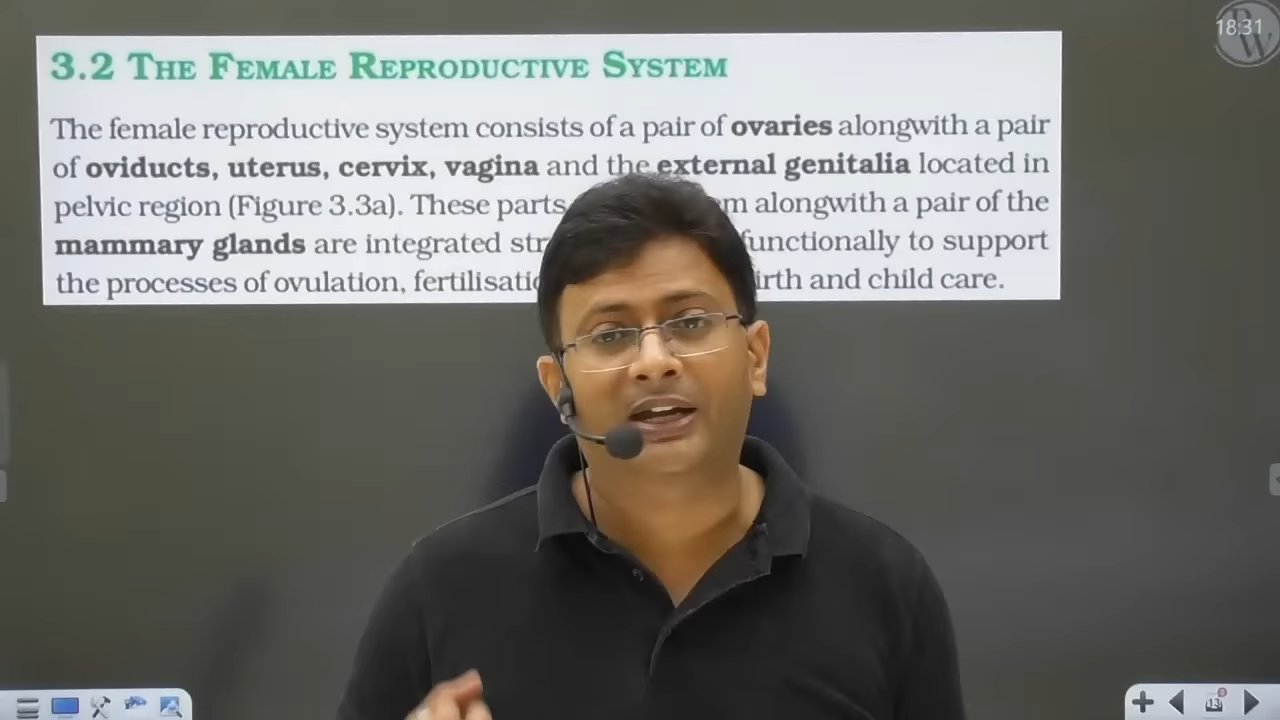 18:31
PW
3.2 THE FEMALE REPRODUCTIVE SYSTEM
The female reproductive system consists of a pair of ovaries alongwith a pair
of oviducts, uterus, cervix, vagina and the external genitalia located in
pelvic region (Figure 3.3a). These parts alongwith a pair of the
mammary glands are integrated functionally to support
the processes of ovulation, and child care.
13